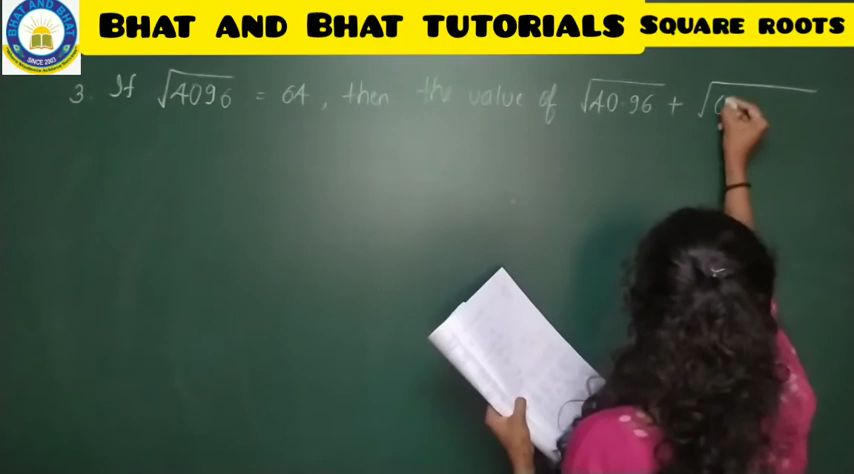 BHAT AND BHAT TUTORIALS SQUARE ROOTS
BHAT AND BHAT
SINCE 2003
3. If √4096 = 64, then the value of √40.96 + √0